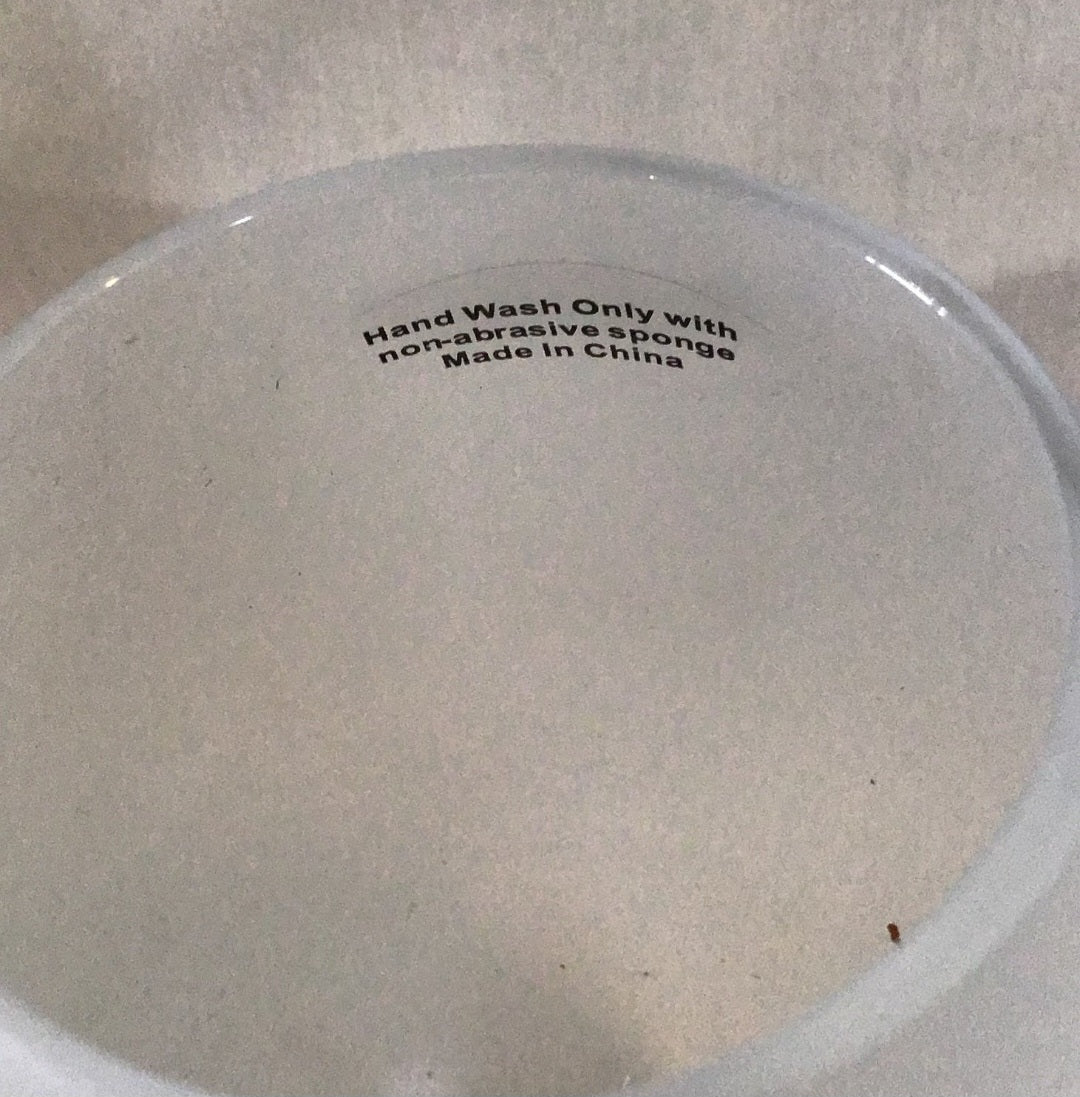 Hand Wash Only with
non-abrasive sponge
Made In China